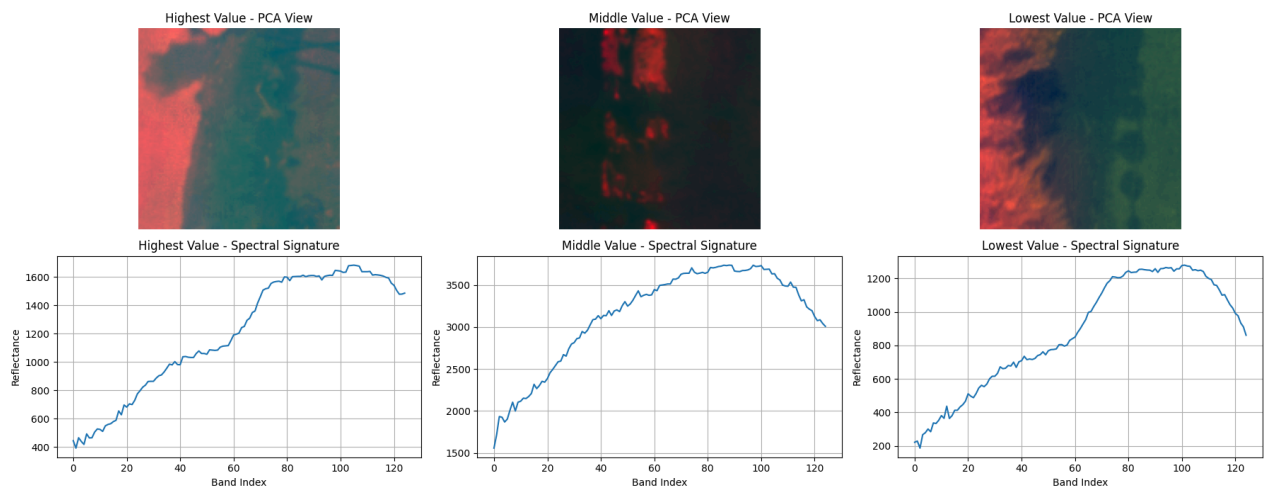 Highest Value - PCA View
Middle Value - PCA View
Lowest Value - PCA View
Highest Value - Spectral Signature
Reflectance
1600
1400
1200
1000
800
600
400
0 20 40 60 80 100 120
Band Index
Middle Value - Spectral Signature
Reflectance
3500
3000
2500
2000
1500
0 20 40 60 80 100 120
Band Index
Lowest Value - Spectral Signature
Reflectance
1200
1000
800
600
400
200
0 20 40 60 80 100 120
Band Index